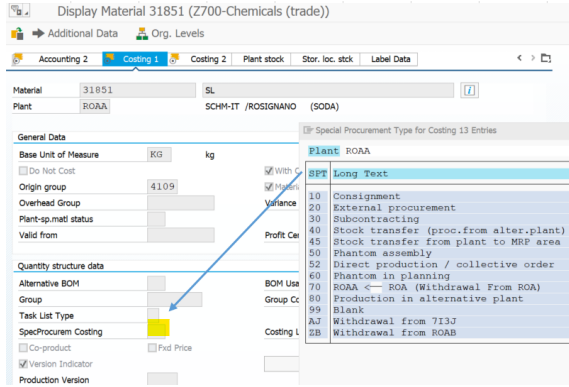 Display Material 31851 (Z700-Chemicals (trade))
Additional Data Org. Levels
Accounting 2 Costing 1 Costing 2 Plant stock Stor. loc. stck Label Data
Material 31851 SL
Plant ROAA SCHM-IT /ROSIGNANO (SODA)
General Data
Base Unit of Measure KG kg
Do Not Cost With
Origin group 4109
Overhead Group Variance
Plant-sp.matl status
Valid from
Quantity structure data
Alternative BOM
Group
Task List Type
SpecProcurem Costing Costing
Co-product Fxd Price
Version Indicator
Production Version
Special Procurement Type for Costing 13 Entries
Plant ROAA
SPT Long Text
10 Consignment
20 External procurement
30 Subcontracting
40 Stock transfer (proc.from alter.plant)
45 Stock transfer from plant to MRP area
50 Phantom assembly
52 Direct production / collective order
60 Phantom in planning
70 ROAA <-- ROA (Withdrawal From ROA)
80 Production in alternative plant
99 Blank
AJ Withdrawal from 7I3J
ZB Withdrawal from ROAB